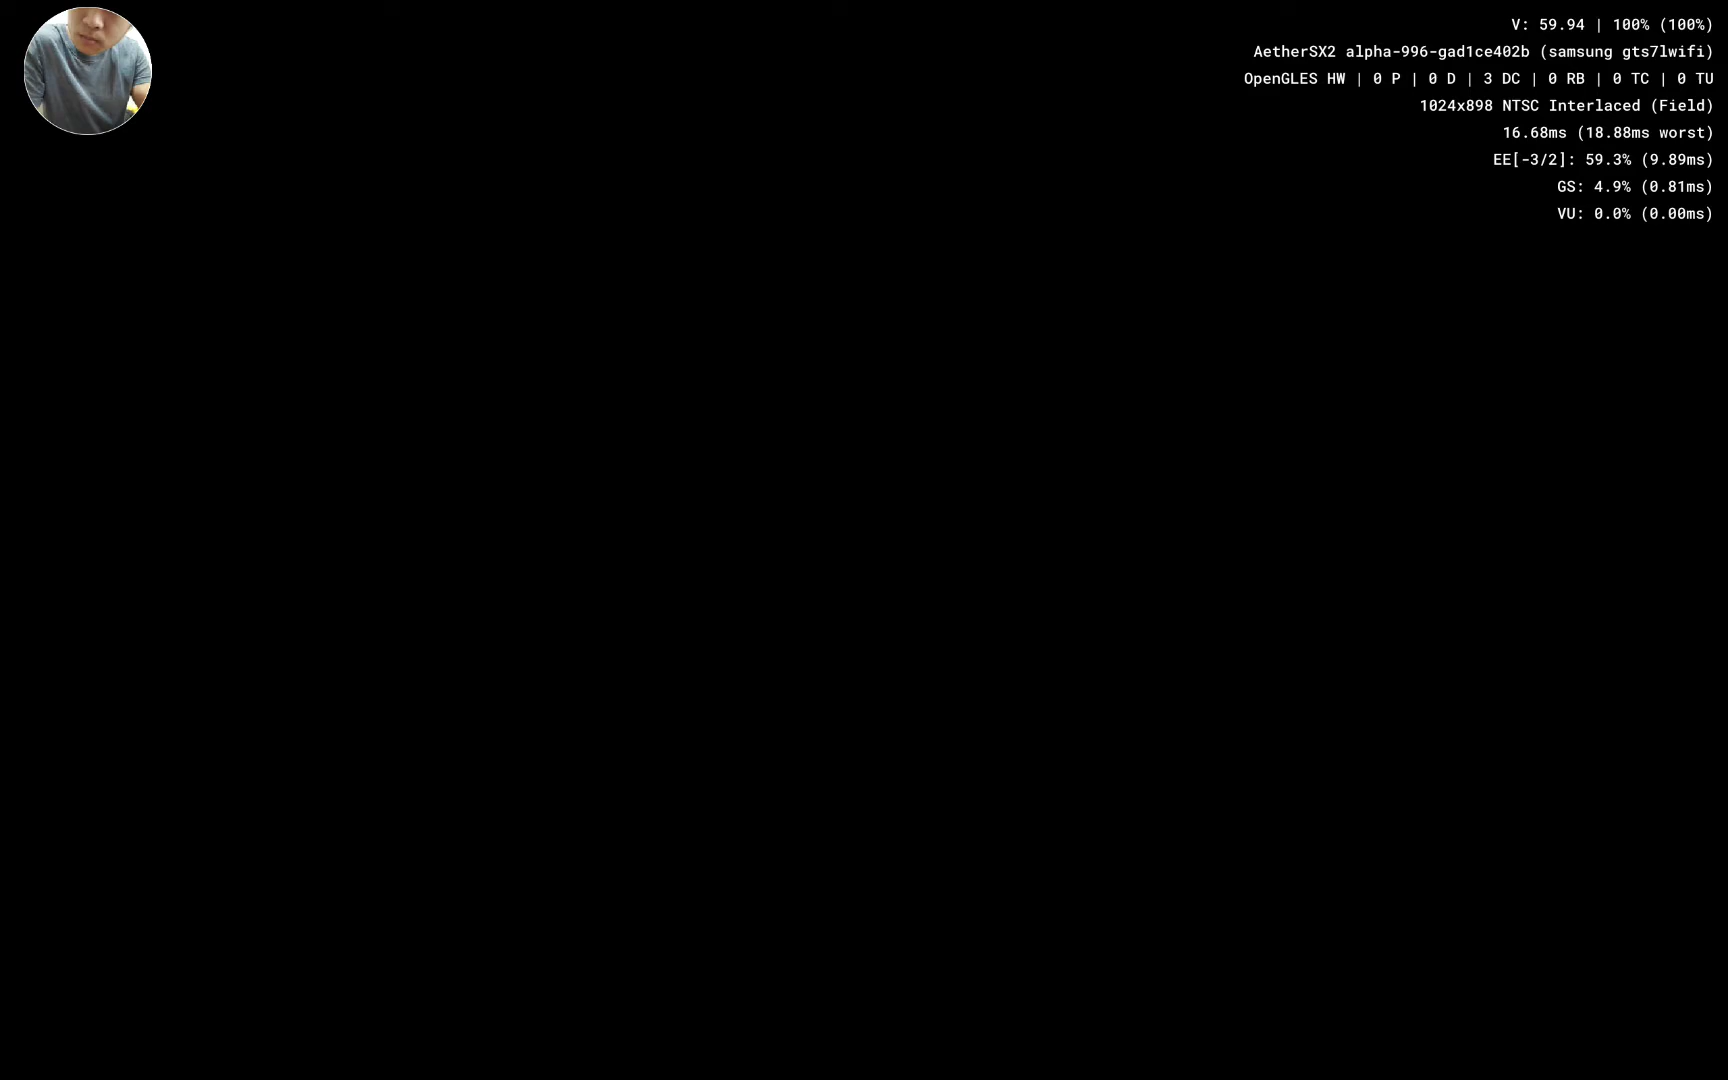 V: 59.94 | 100% (100%)
AetherSX2 alpha-996-gad1ce402b (samsung gts7lwifi)
OpenGLES HW | 0 P | 0 D | 3 DC | 0 RB | 0 TC | 0 TU
1024x898 NTSC Interlaced (Field)
16.68ms (18.88ms worst)
EE[-3/2]: 59.3% (9.89ms)
GS: 4.9% (0.81ms)
VU: 0.0% (0.00ms)